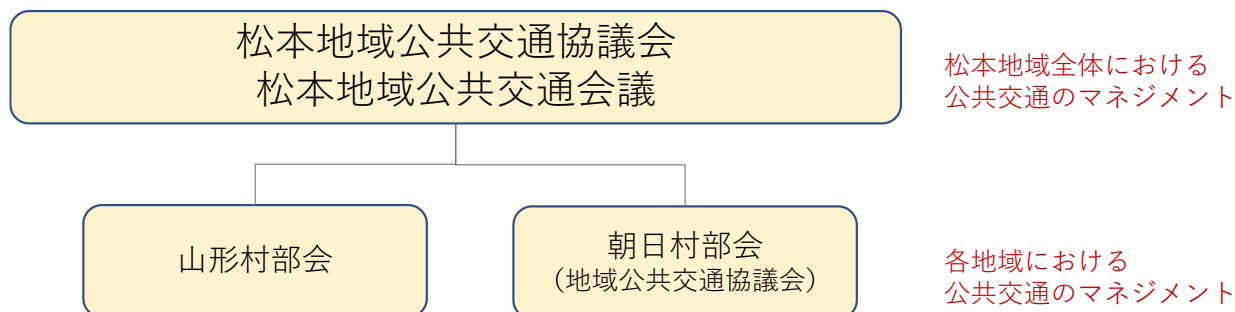 松本地域公共交通協議会
松本地域公共交通会議
松本地域全体における
公共交通のマネジメント
山形村部会
朝日村部会
（地域公共交通協議会）
各地域における
公共交通のマネジメント